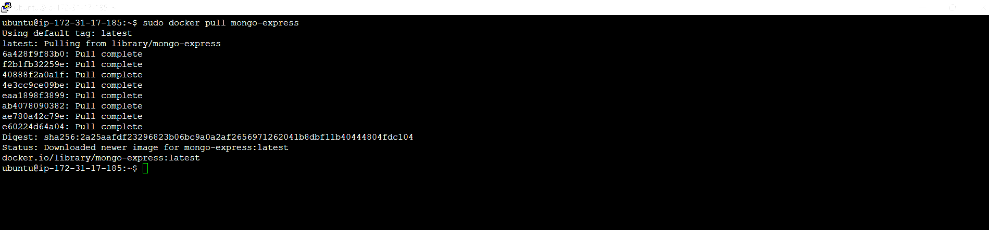 ubuntu@ip-172-31-17-185: ~
ubuntu@ip-172-31-17-185:~$ sudo docker pull mongo-express
Using default tag: latest
latest: Pulling from library/mongo-express
6a428f9f83b0: Pull complete
f2b1fb32259e: Pull complete
40888f2a0a1f: Pull complete
4e3cc9ce09be: Pull complete
eaa1898f3899: Pull complete
ab4078090382: Pull complete
ae780a42c79e: Pull complete
e60224d64a04: Pull complete
Digest: sha256:2a25aafdf23296823b06bc9a0a2af2656971262041b8dbf11b40444804fdc104
Status: Downloaded newer image for mongo-express:latest
docker.io/library/mongo-express:latest
ubuntu@ip-172-31-17-185:~$